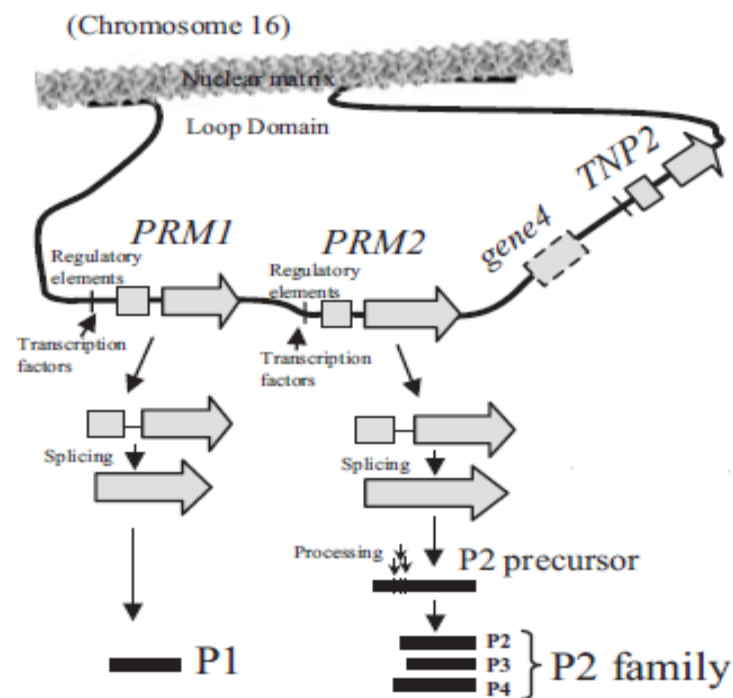 (Chromosome 16)
Nuclear matrix
Loop Domain
TNP2
gene4
PRM1
PRM2
Regulatory
elements
Regulatory
elements
Transcription
factors
Transcription
factors
Splicing
Splicing
Processing
P2 precursor
P1
P2
P3
P4
P2 family